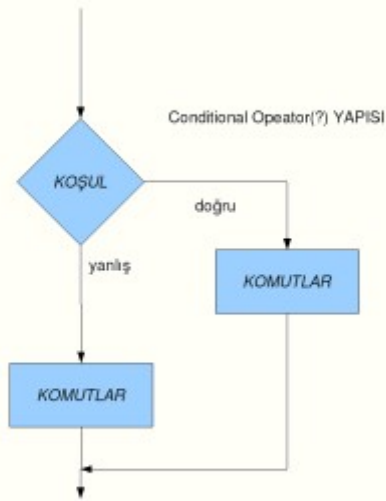 Conditional Opeator(?) YAPISI
KOŞUL
doğru
yanlış
KOMUTLAR
KOMUTLAR